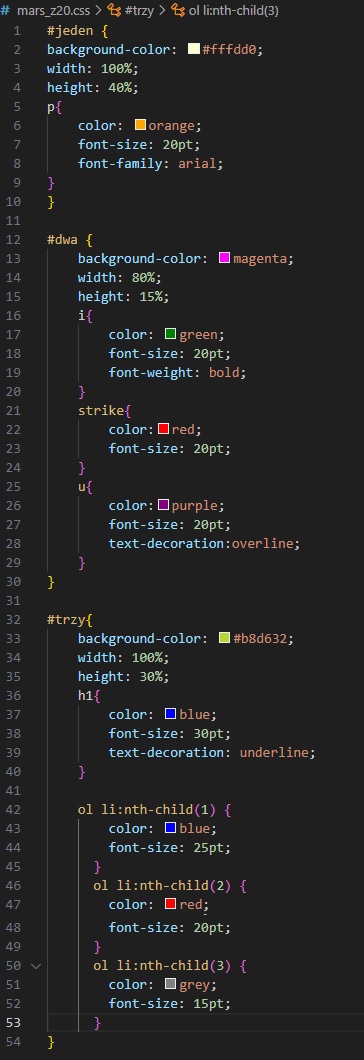 # mars_z20.css > #trzy > ol li:nth-child(3)
1 #jeden {
2 background-color: #fffdd0;
3 width: 100%;
4 height: 40%;
5 p{
6 color: orange;
7 font-size: 20pt;
8 font-family: arial;
9 }
10 }
11
12 #dwa {
13 background-color: magenta;
14 width: 80%;
15 height: 15%;
16 i{
17 color: green;
18 font-size: 20pt;
19 font-weight: bold;
20 }
21 strike{
22 color: red;
23 font-size: 20pt;
24 }
25 u{
26 color: purple;
27 font-size: 20pt;
28 text-decoration:overline;
29 }
30 }
31
32 #trzy{
33 background-color: #b8d632;
34 width: 100%;
35 height: 30%;
36 h1{
37 color: blue;
38 font-size: 30pt;
39 text-decoration: underline;
40 }
41
42 ol li:nth-child(1) {
43 color: blue;
44 font-size: 25pt;
45 }
46 ol li:nth-child(2) {
47 color: red;
48 font-size: 20pt;
49 }
50 ol li:nth-child(3) {
51 color: grey;
52 font-size: 15pt;
53 }
54 }